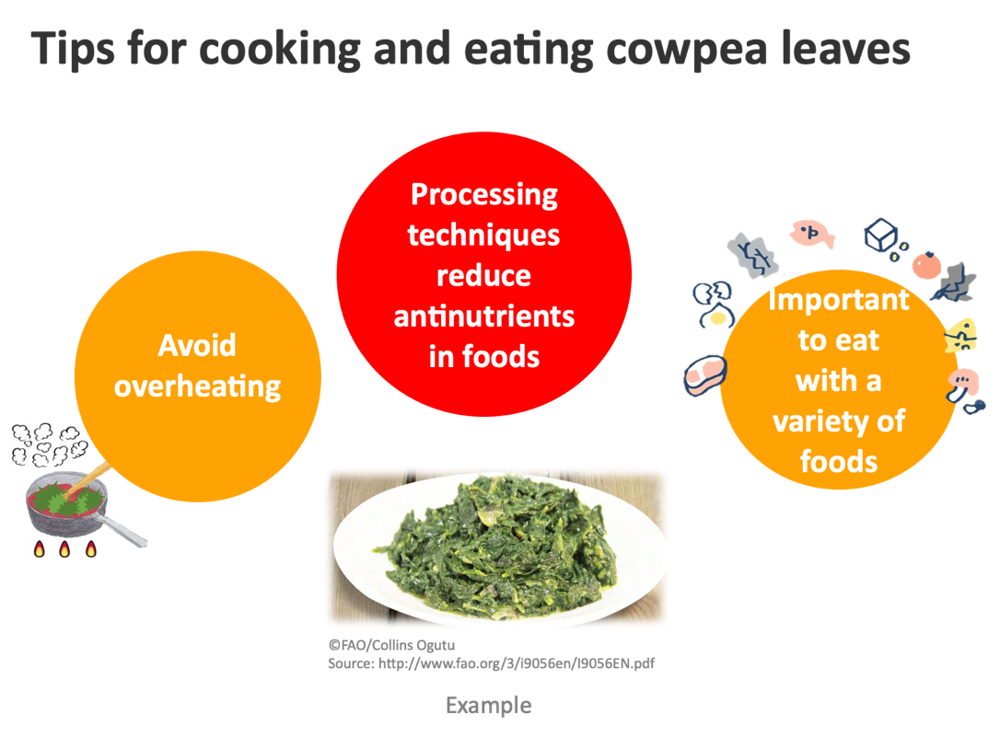 Tips for cooking and eating cowpea leaves
Avoid
overheating
Processing
techniques
reduce
antinutrients
in foods
Important
to eat
with a
variety of
foods
©FAO/Collins Ogutu
Source: http://www.fao.org/3/i9056en/I9056EN.pdf
Example